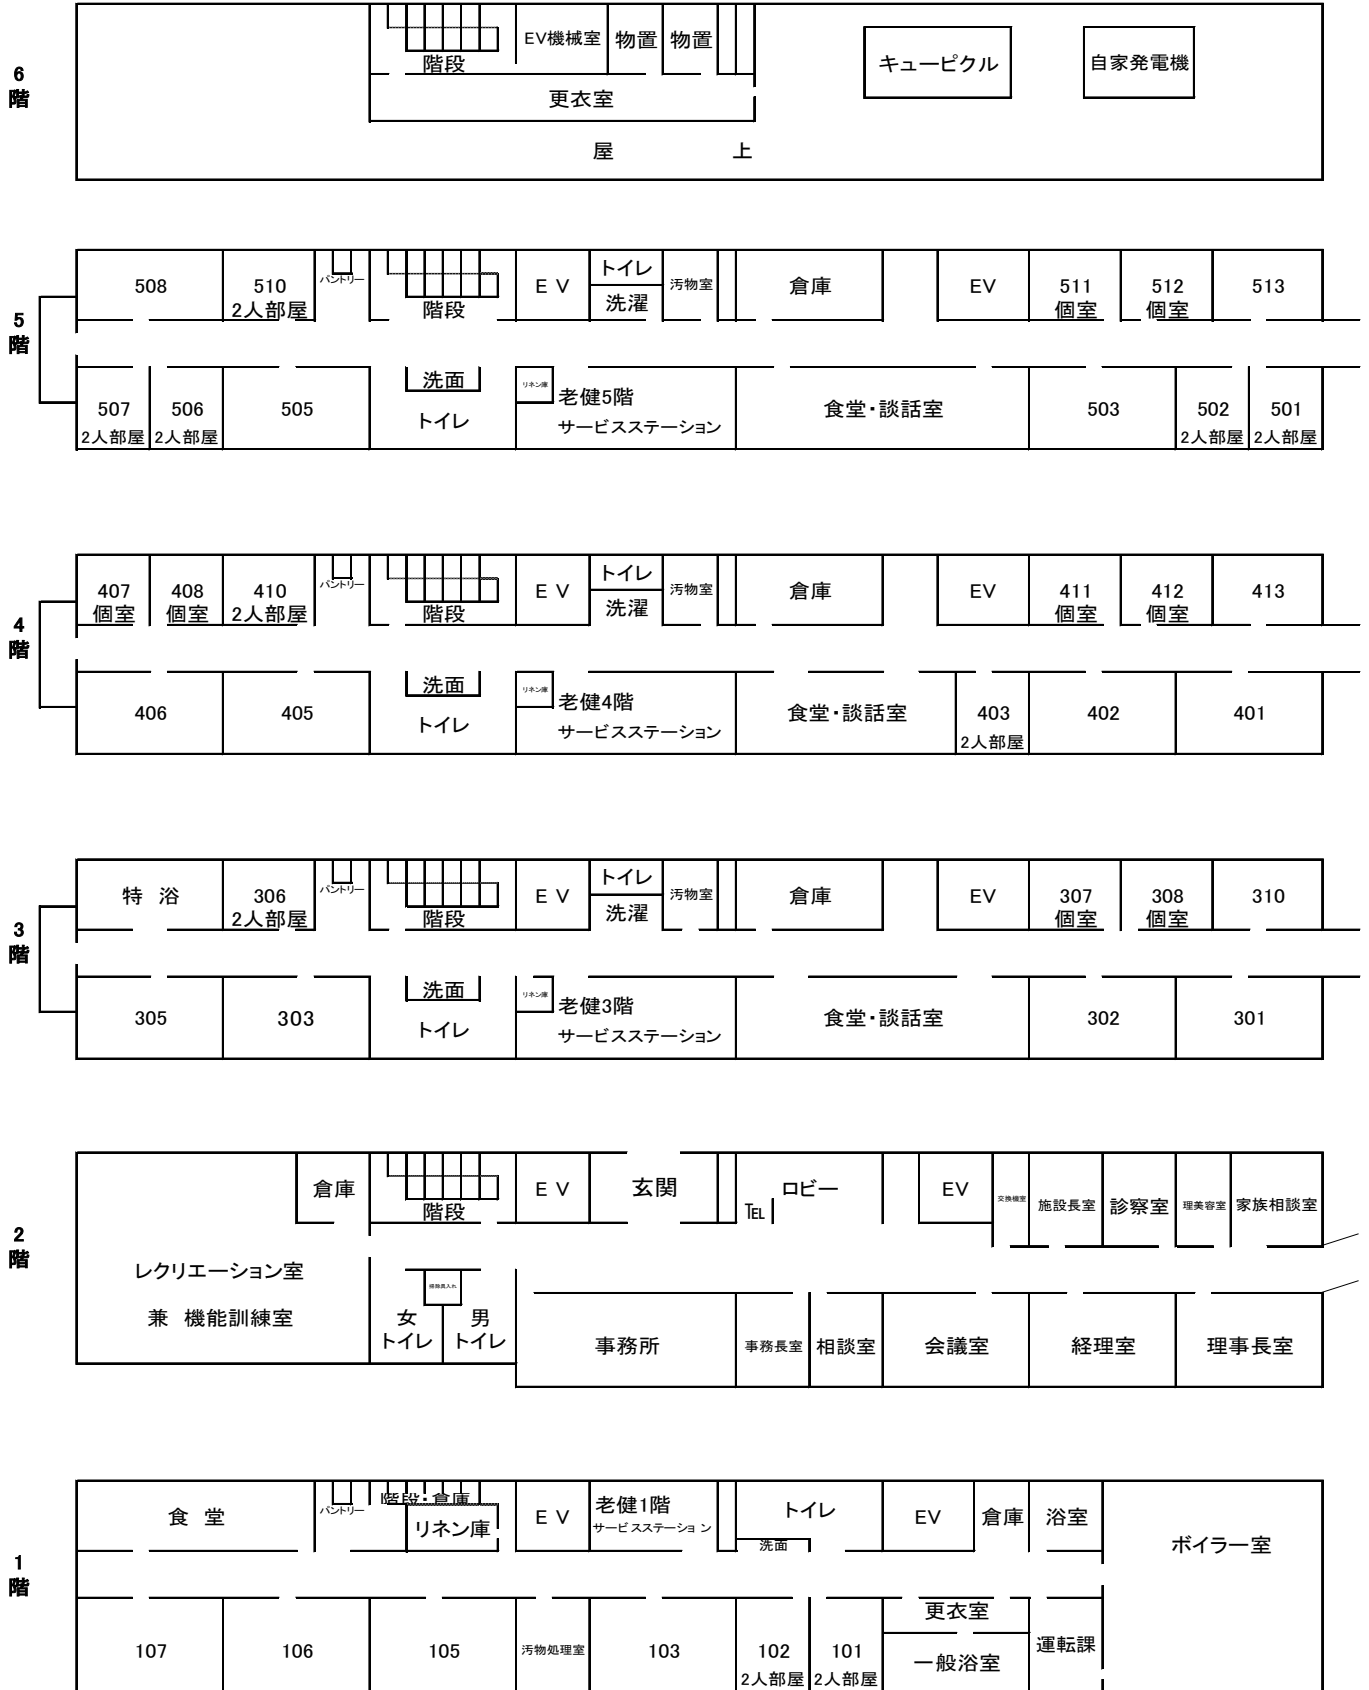 6
階
EV機械室
物置
物置
階段
更衣室
キューピクル
自家発電機
屋 上
5
階
508
510
2人部屋
パントリー
階段
EV
トイレ
洗濯
汚物室
倉庫
EV
511
個室
512
個室
513
507
2人部屋
506
2人部屋
505
洗面
トイレ
リネン庫
老健5階
サービスステーション
食堂・談話室
503
502
2人部屋
501
2人部屋
4
階
407
個室
408
個室
410
2人部屋
パントリー
階段
EV
トイレ
洗濯
汚物室
倉庫
EV
411
個室
412
個室
413
406
405
洗面
トイレ
リネン庫
老健4階
サービスステーション
食堂・談話室
403
2人部屋
402
401
3
階
特 浴
306
2人部屋
パントリー
階段
EV
トイレ
洗濯
汚物室
倉庫
EV
307
個室
308
個室
310
305
303
洗面
トイレ
リネン庫
老健3階
サービスステーション
食堂・談話室
302
301
2
階
倉庫
階段
EV
玄関
TEL
ロビー
EV
交換機室
施設長室
診察室
理美容室
家族相談室
レクリエーション室
兼 機能訓練室
掃除具入れ
女
トイレ
男
トイレ
事務所
事務長室
相談室
会議室
経理室
理事長室
1
階
食 堂
パントリー
階段・倉庫
リネン庫
EV
老健1階
サービスステーション
トイレ
洗面
EV
倉庫
浴室
ボイラー室
107
106
105
汚物処理室
103
102
2人部屋
101
2人部屋
更衣室
一般浴室
運転課